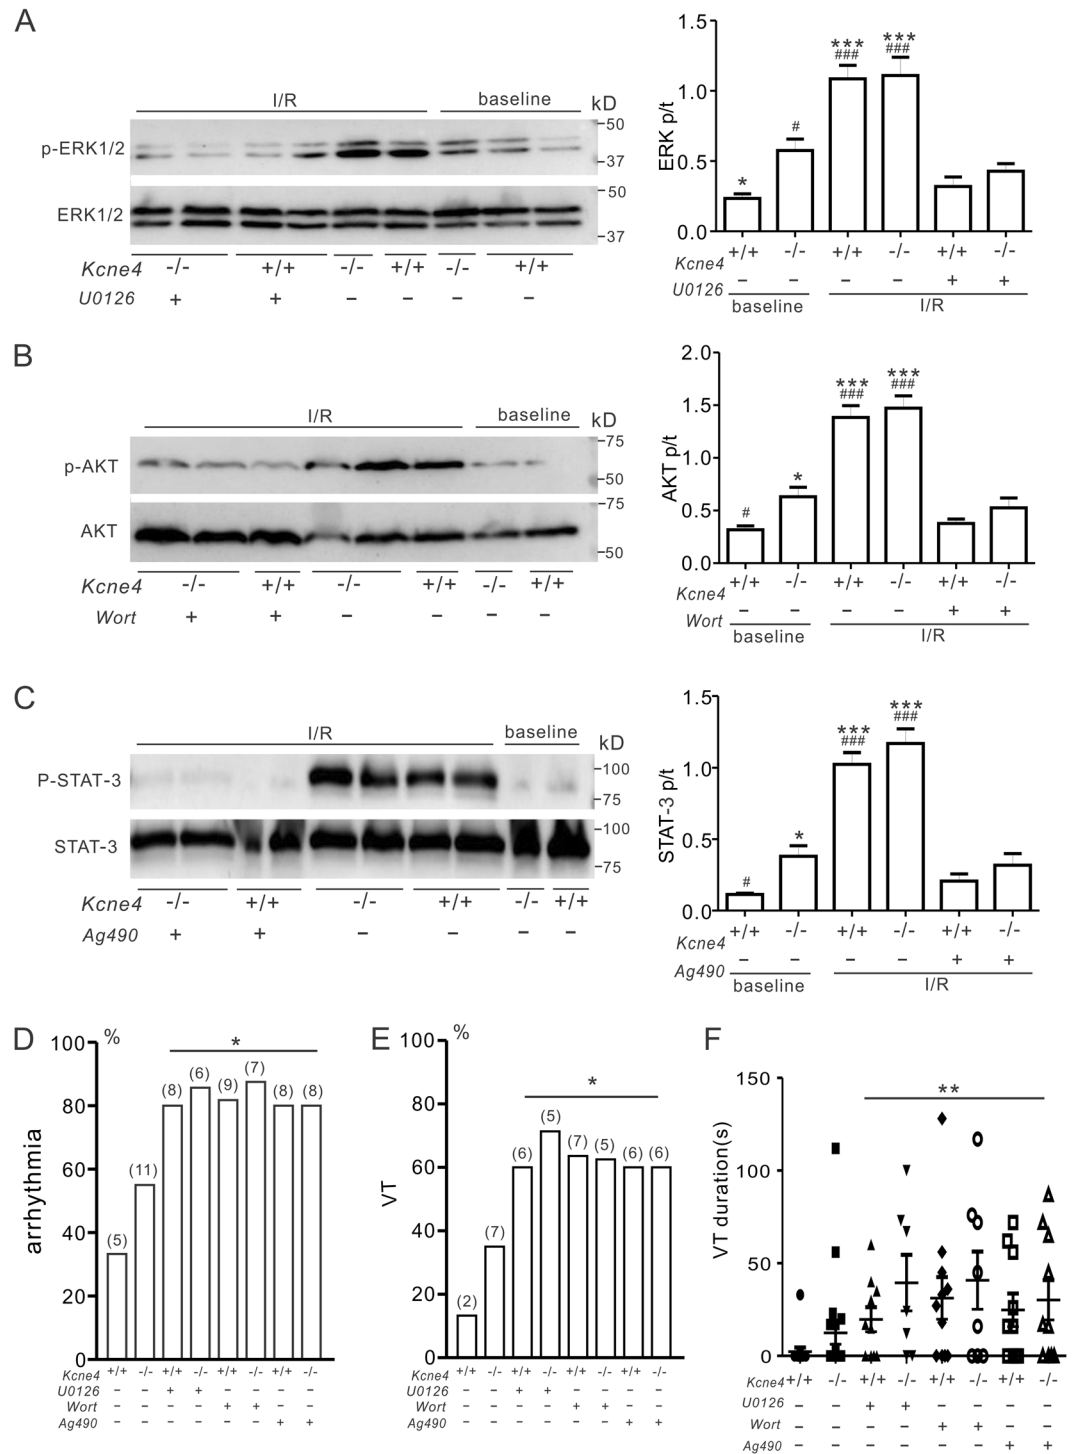 A
I/R baseline kD
p-ERK1/2
50
37
ERK1/2
50
37
Kcne4 -/- +/+ -/- +/+ -/- +/+
U0126 + + − − − −
ERK p/t
1.5
1.0
0.5
0.0
*
#
***
###
***
###
Kcne4 +/+ -/- +/+ -/- +/+ -/-
U0126 − − − − + +
baseline I/R
B
I/R baseline kD
p-AKT
75
50
AKT
75
50
Kcne4 -/- +/+ -/- +/+ -/- +/+
Wort + + − − − −
AKT p/t
2.0
1.5
1.0
0.5
0.0
#
*
***
###
***
###
Kcne4 +/+ -/- +/+ -/- +/+ -/-
Wort − − − − + +
baseline I/R
C
I/R baseline kD
P-STAT-3
100
75
STAT-3
100
75
Kcne4 -/- +/+ -/- +/+ -/- +/+
Ag490 + + − − − −
STAT-3 p/t
1.5
1.0
0.5
0.0
#
*
***
###
***
###
Kcne4 +/+ -/- +/+ -/- +/+ -/-
Ag490 − − − − + +
baseline I/R
D
%
arrhythmia
100
80
60
40
20
0
*
(5) (11) (8) (6) (9) (7) (8) (8)
Kcne4 +/+ -/- +/+ -/- +/+ -/- +/+ -/-
U0126 − − + + − − − −
Wort − − − − + + − −
Ag490 − − − − − − + +
E
%
VT
100
80
60
40
20
0
*
(2) (7) (6) (5) (7) (5) (6) (6)
Kcne4 +/+ -/- +/+ -/- +/+ -/- +/+ -/-
U0126 − − + + − − − −
Wort − − − − + + − −
Ag490 − − − − − − + +
F
VT duration(s)
150
100
50
0
**
Kcne4 +/+ -/- +/+ -/- +/+ -/- +/+ -/-
U0126 − − + + − − − −
Wort − − − − + + − −
Ag490 − − − − − − + +